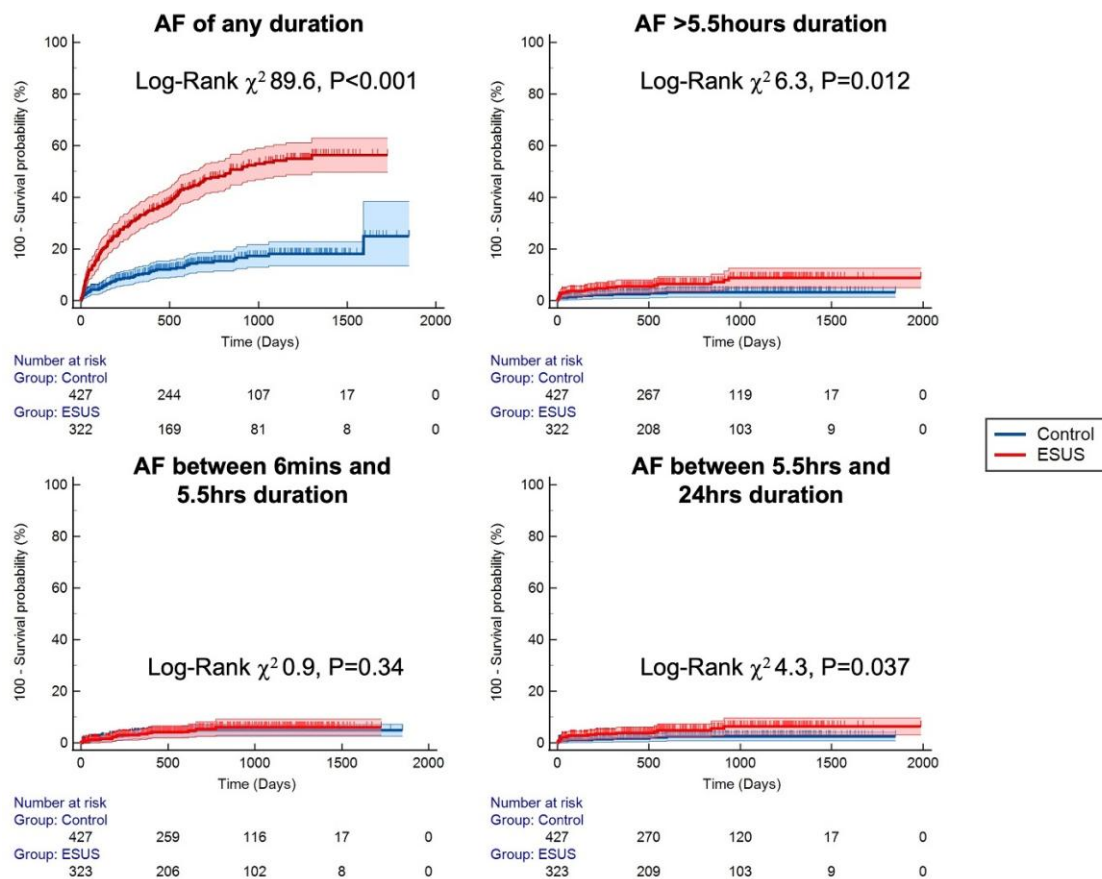 AF of any duration
Log-Rank χ² 89.6, P<0.001
100 - Survival probability (%)
100
80
60
40
20
0
0 500 1000 1500 2000
Time (Days)
Number at risk
Group: Control
427 244 107 17 0
Group: ESUS
322 169 81 8 0
AF >5.5hours duration
Log-Rank χ² 6.3, P=0.012
100 - Survival probability (%)
100
80
60
40
20
0
0 500 1000 1500 2000
Time (Days)
Number at risk
Group: Control
427 267 119 17 0
Group: ESUS
322 208 103 9 0
Control
ESUS
AF between 6mins and
5.5hrs duration
Log-Rank χ² 0.9, P=0.34
100 - Survival probability (%)
100
80
60
40
20
0
0 500 1000 1500 2000
Time (Days)
Number at risk
Group: Control
427 259 116 17 0
Group: ESUS
323 206 102 8 0
AF between 5.5hrs and
24hrs duration
Log-Rank χ² 4.3, P=0.037
100 - Survival probability (%)
100
80
60
40
20
0
0 500 1000 1500 2000
Time (Days)
Number at risk
Group: Control
427 270 120 17 0
Group: ESUS
323 209 103 8 0